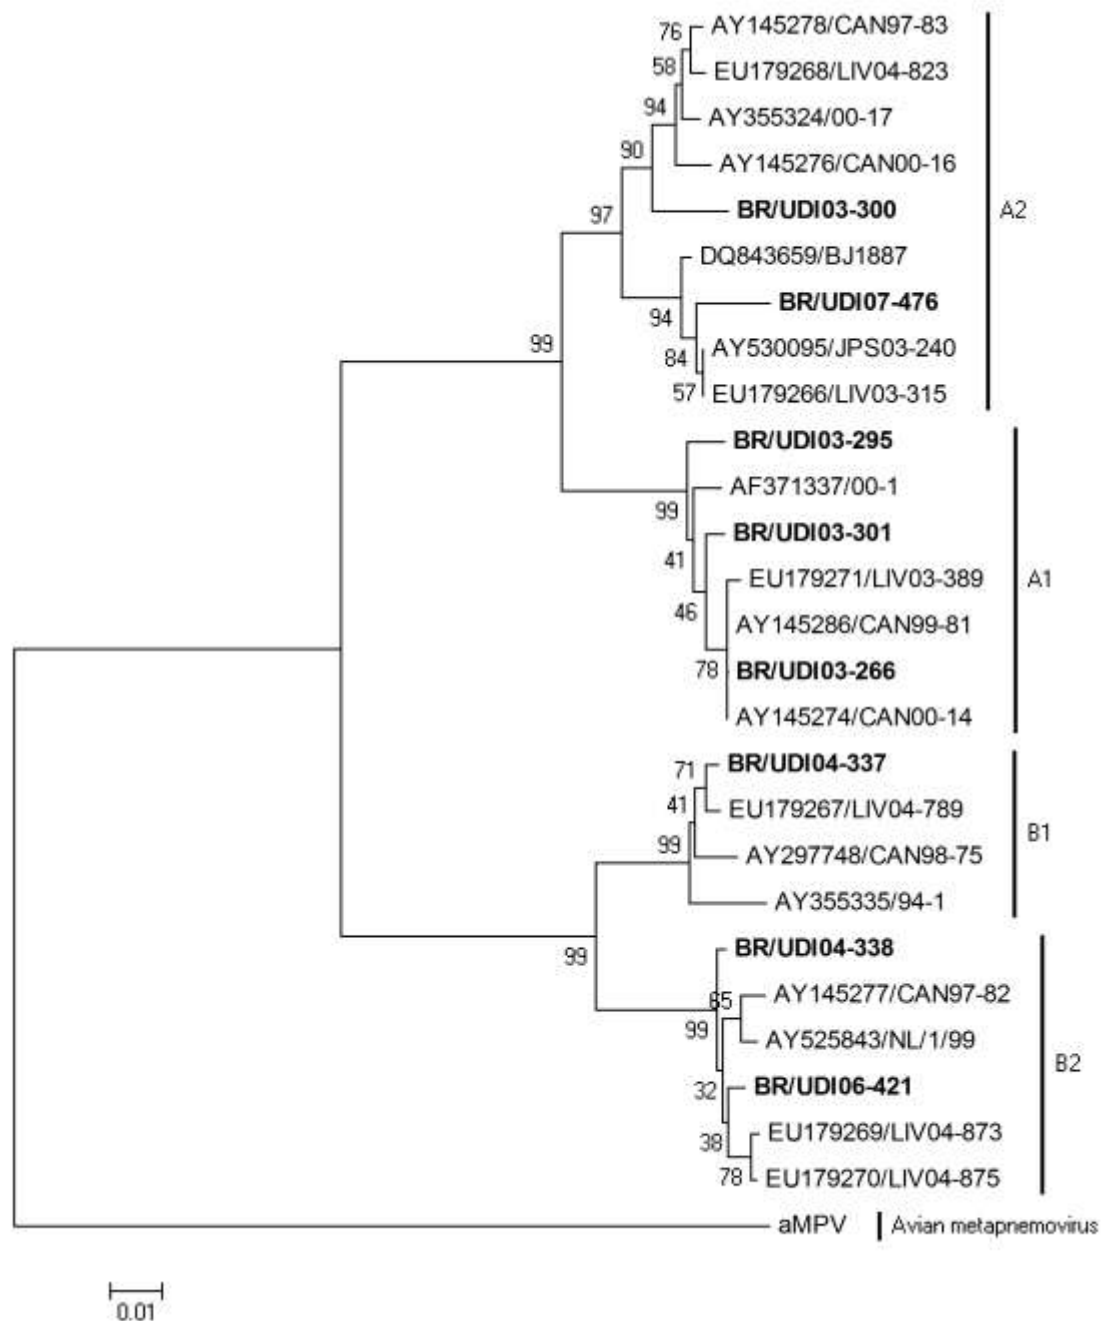 76
AY145278/CAN97-83
58
EU179268/LIV04-823
94
AY355324/00-17
90
AY145276/CAN00-16
97
BR/UDI03-300
A2
DQ843659/BJ1887
94
BR/UDI07-476
99
84
AY530095/JPS03-240
57
EU179266/LIV03-315
BR/UDI03-295
99
AF371337/00-1
41
BR/UDI03-301
46
EU179271/LIV03-389
A1
AY145286/CAN99-81
78
BR/UDI03-266
AY145274/CAN00-14
71
BR/UDI04-337
41
EU179267/LIV04-789
B1
99
AY297748/CAN98-75
AY355335/94-1
99
BR/UDI04-338
65
AY145277/CAN97-82
99
AY525843/NL/1/99
B2
32
BR/UDI06-421
38
EU179269/LIV04-873
78
EU179270/LIV04-875
aMPV
Avian metapnemovirus
0.01